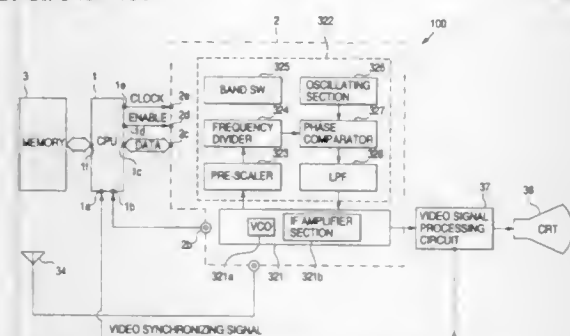 2
322
100
325
326
3
1
1e
CLOCK
2e
BAND SW
OSCILLATING SECTION
324
327
ENABLE
2d
1d
DATA
2c
MEMORY
CPU
FREQUENCY DIVIDER
PHASE COMPARATOR
1f
1c
323
328
37
38
PRE-SCALER
LPF
1a
1b
VCO
IF AMPLIFIER SECTION
VIDEO SIGNAL PROCESSING CIRCUIT
CRT
2b
34
321a
321
321b
VIDEO SYNCHRONIZING SIGNAL